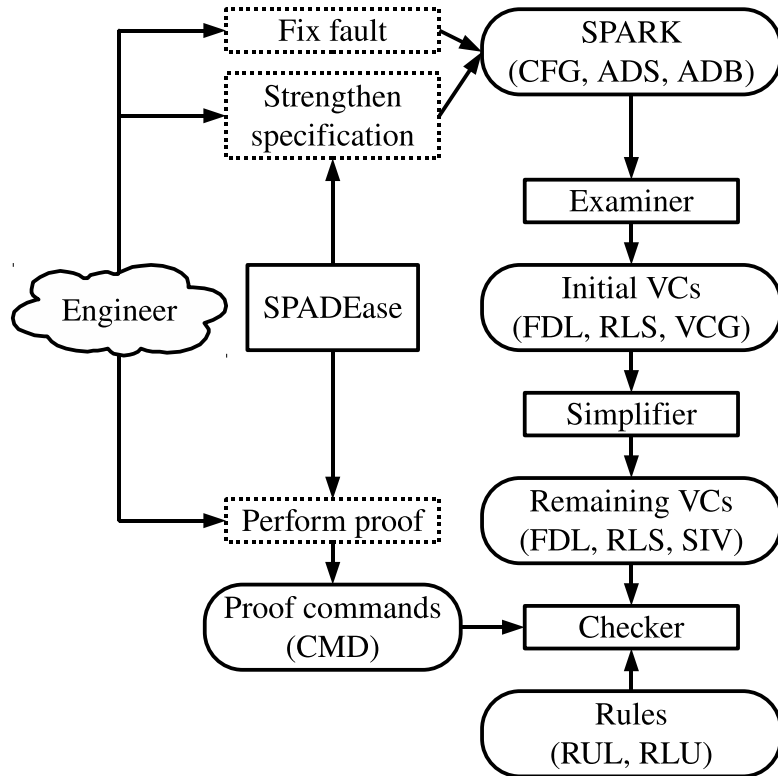 Fix fault
SPARK
(CFG, ADS, ADB)
Strengthen
specification
Examiner
Engineer
SPADEase
Initial VCs
(FDL, RLS, VCG)
Simplifier
Perform proof
Remaining VCs
(FDL, RLS, SIV)
Proof commands
(CMD)
Checker
Rules
(RUL, RLU)